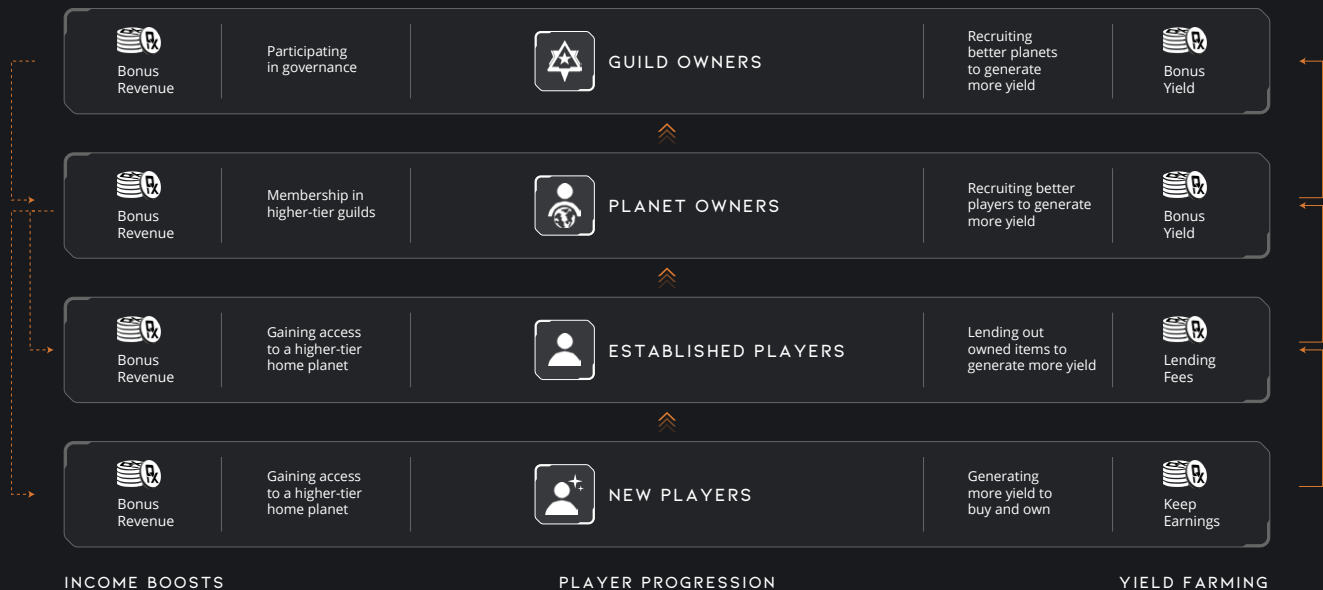 Bonus
Revenue
Participating
in governance
GUILD OWNERS
Recruiting
better planets
to generate
more yield
Bonus
Yield
Bonus
Revenue
Membership in
higher-tier guilds
PLANET OWNERS
Recruiting better
players to generate
more yield
Bonus
Yield
Bonus
Revenue
Gaining access
to a higher-tier
home planet
ESTABLISHED PLAYERS
Lending out
owned items to
generate more yield
Lending
Fees
Bonus
Revenue
Gaining access
to a higher-tier
home planet
NEW PLAYERS
Generating
more yield to
buy and own
Keep
Earnings
INCOME BOOSTS
PLAYER PROGRESSION
YIELD FARMING